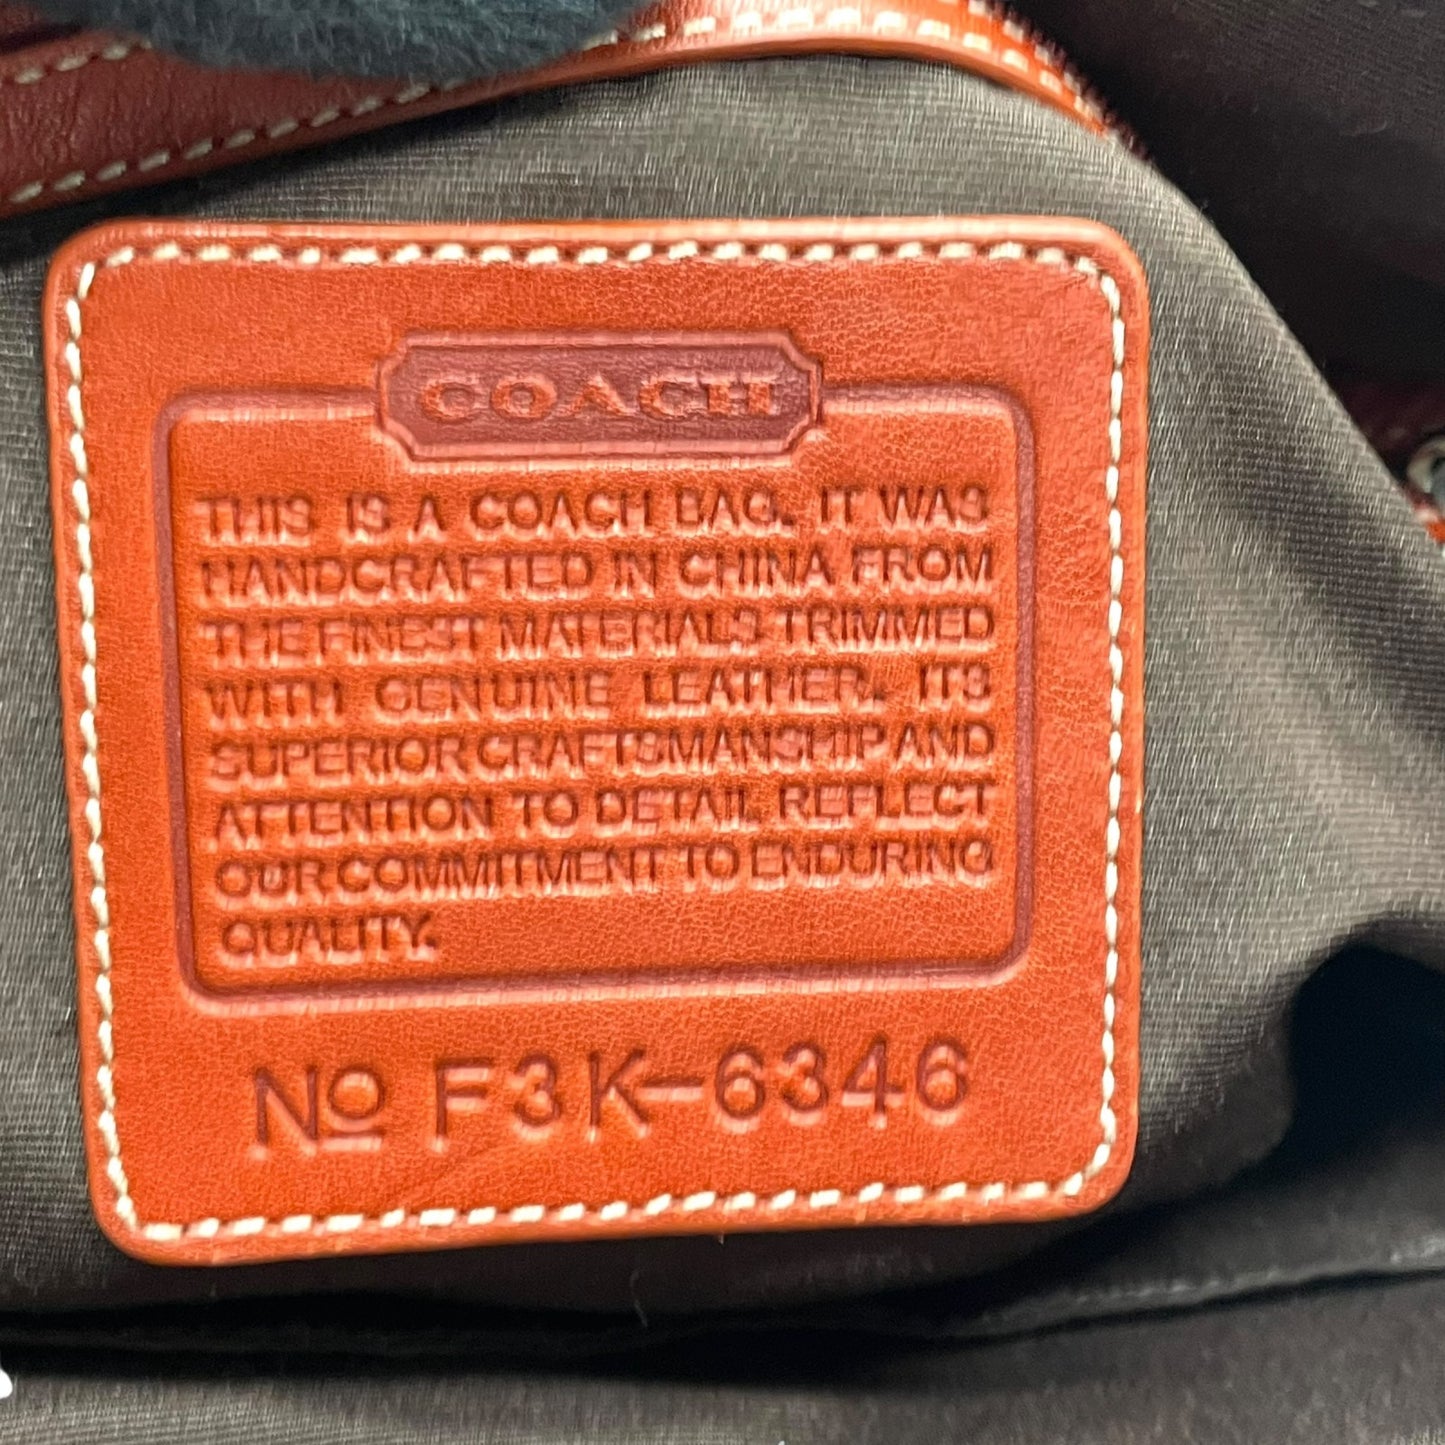 COACH
THIS IS A COACH BAG. IT WAS
HANDCRAFTED IN CHINA FROM
THE FINEST MATERIALS TRIMMED
WITH GENUINE LEATHER. ITS
SUPERIOR CRAFTSMANSHIP AND
ATTENTION TO DETAIL REFLECT
OUR COMMITMENT TO ENDURING
QUALITY.
No F3K-6346